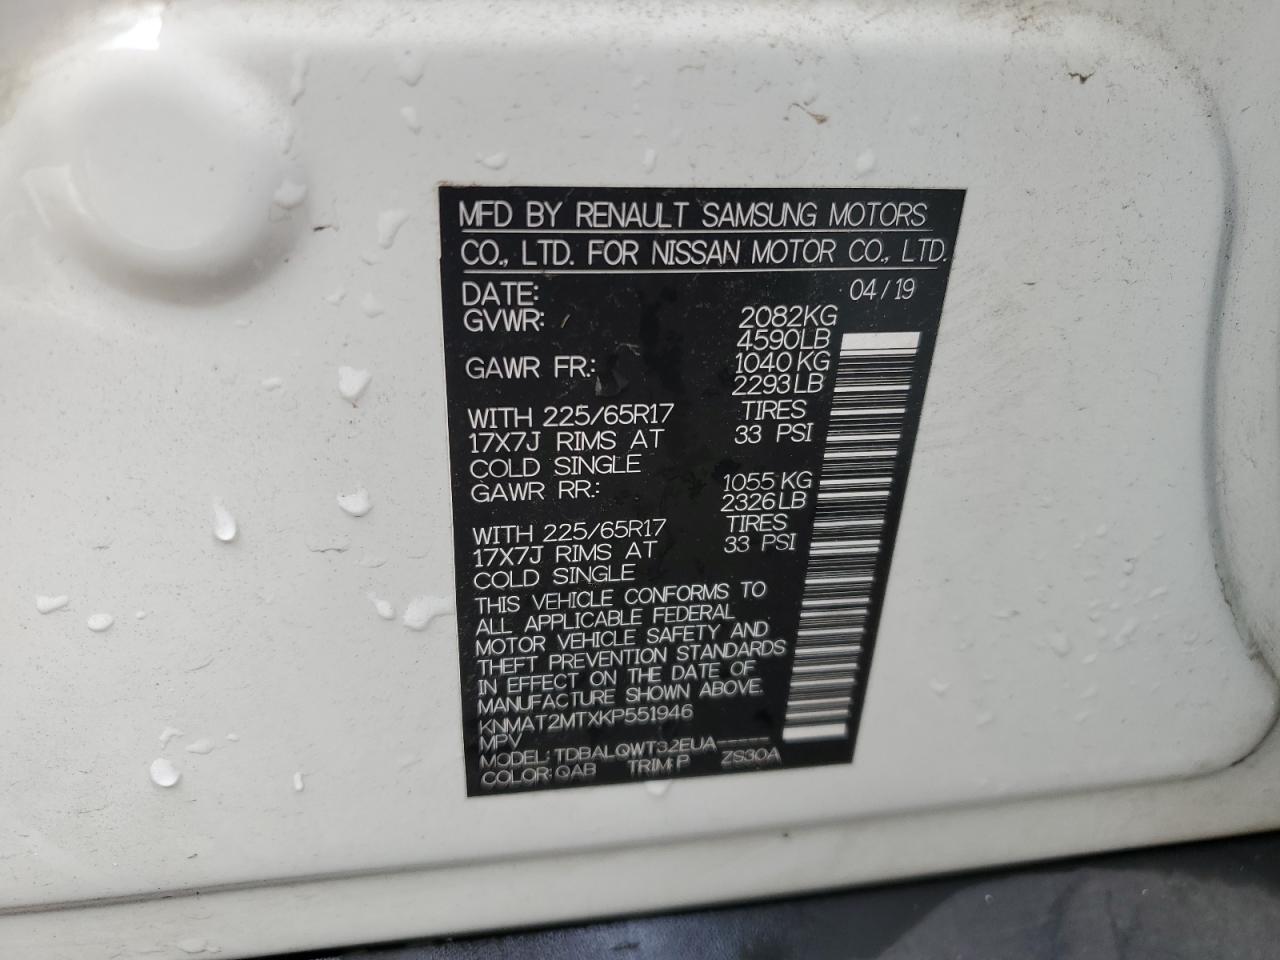 MFD BY RENAULT SAMSUNG MOTORS
CO., LTD. FOR NISSAN MOTOR CO., LTD.
DATE: 04/19
GVWR: 2082KG
4590LB
GAWR FR.: 1040KG
2293LB
WITH 225/65R17 TIRES
17X7J RIMS AT 33 PSI
COLD SINGLE
GAWR RR.: 1055KG
2326LB
WITH 225/65R17 TIRES
17X7J RIMS AT 33 PSI
COLD SINGLE
THIS VEHICLE CONFORMS TO
ALL APPLICABLE FEDERAL
MOTOR VEHICLE SAFETY AND
THEFT PREVENTION STANDARDS
IN EFFECT ON THE DATE OF
MANUFACTURE SHOWN ABOVE.
KNMAT2MTXKP551946
MPV
MODEL: TDBALQWT32EUA-----
COLOR: QAB TRIM: P ZS30A